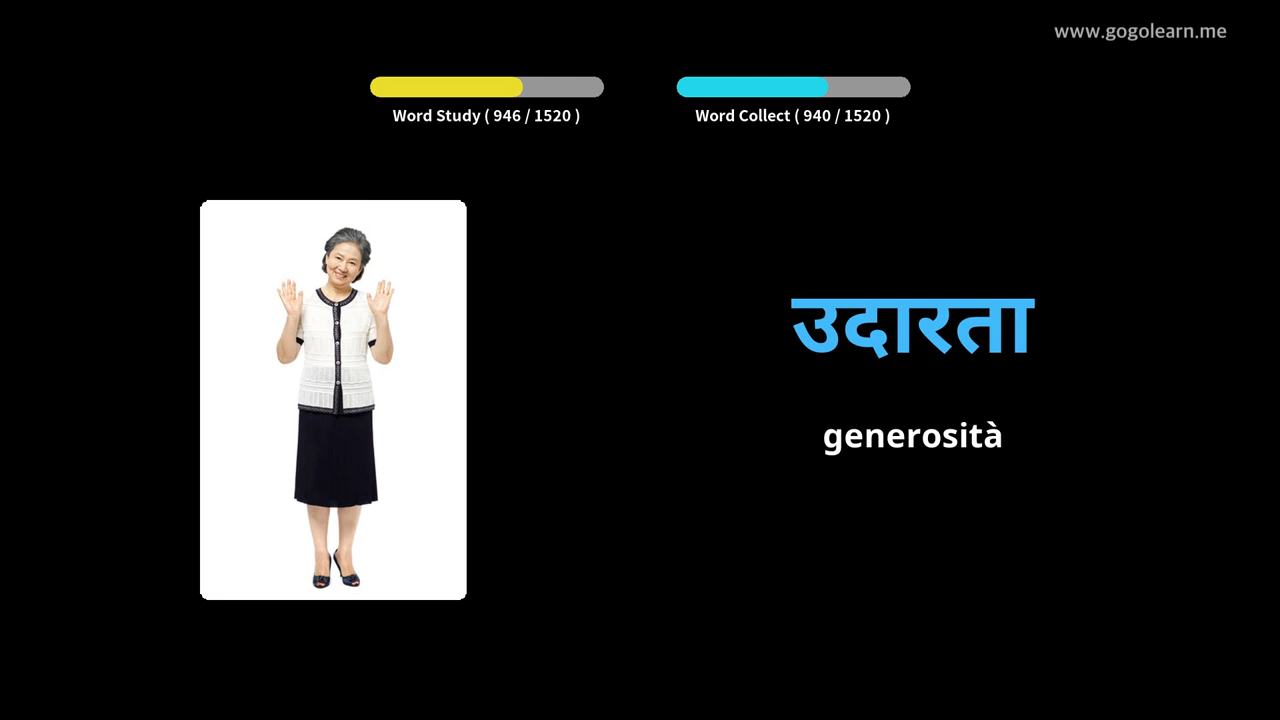 www.gogolearn.me
Word Study ( 946 / 1520 )
Word Collect ( 940 / 1520 )
उदारता
generosità